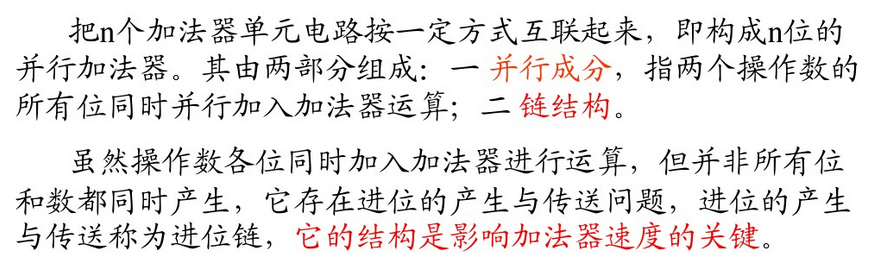 把n个加法器单元电路按一定方式互联起来，即构成n位的
并行加法器。其由两部分组成：一 并行成分，指两个操作数的
所有位同时并行加入加法器运算；二 链结构。
虽然操作数各位同时加入加法器进行运算，但并非所有位
和数都同时产生，它存在进位的产生与传送问题，进位的产生
与传送称为进位链，它的结构是影响加法器速度的关键。